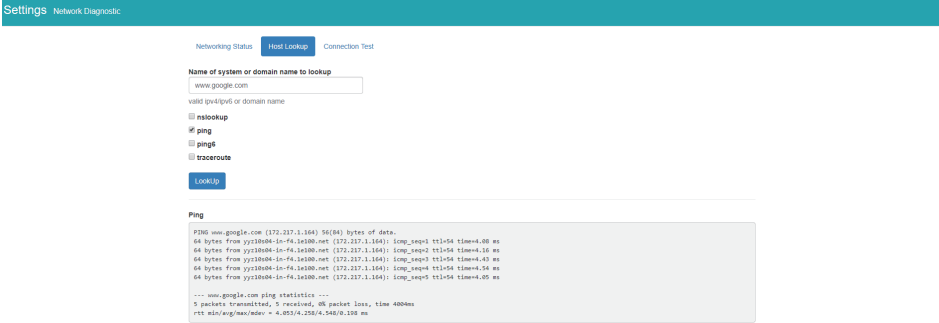 Settings Network Diagnostic
Networking Status Host Lookup Connection Test
Name of system or domain name to lookup
www.google.com
valid ipv4/ipv6 or domain name
nslookup
ping
ping6
traceroute
LookUp
Ping
PING www.google.com (172.217.1.164) 56(84) bytes of data.
64 bytes from yyz10s04-in-f4.1e100.net (172.217.1.164): icmp_seq=1 ttl=54 time=4.08 ms
64 bytes from yyz10s04-in-f4.1e100.net (172.217.1.164): icmp_seq=2 ttl=54 time=4.16 ms
64 bytes from yyz10s04-in-f4.1e100.net (172.217.1.164): icmp_seq=3 ttl=54 time=4.43 ms
64 bytes from yyz10s04-in-f4.1e100.net (172.217.1.164): icmp_seq=4 ttl=54 time=4.54 ms
64 bytes from yyz10s04-in-f4.1e100.net (172.217.1.164): icmp_seq=5 ttl=54 time=4.05 ms
--- www.google.com ping statistics ---
5 packets transmitted, 5 received, 0% packet loss, time 4004ms
rtt min/avg/max/mdev = 4.053/4.258/4.548/0.198 ms